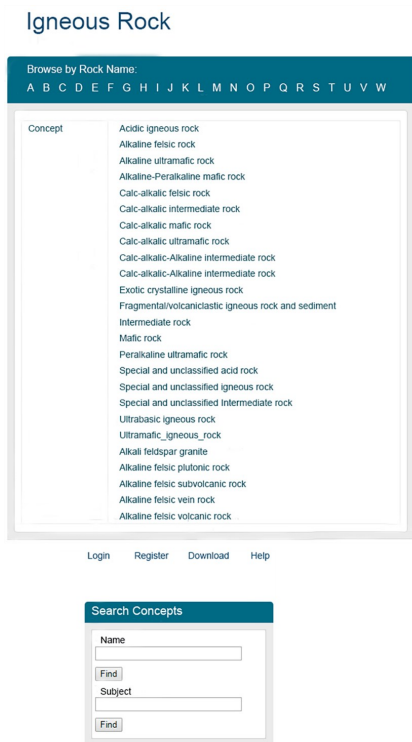 Igneous Rock
Browse by Rock Name:
A B C D E F G H I J K L M N O P Q R S T U V W
Concept
Acidic igneous rock
Alkaline felsic rock
Alkaline ultramafic rock
Alkaline-Peralkaline mafic rock
Calc-alkalic felsic rock
Calc-alkalic intermediate rock
Calc-alkalic mafic rock
Calc-alkalic ultramafic rock
Calc-alkalic-Alkaline intermediate rock
Calc-alkalic-Alkaline intermediate rock
Exotic crystalline igneous rock
Fragmental/volcaniclastic igneous rock and sediment
Intermediate rock
Mafic rock
Peralkaline ultramafic rock
Special and unclassified acid rock
Special and unclassified igneous rock
Special and unclassified Intermediate rock
Ultrabasic igneous rock
Ultramafic_igneous_rock
Alkali feldspar granite
Alkaline felsic plutonic rock
Alkaline felsic subvolcanic rock
Alkaline felsic vein rock
Alkaline felsic volcanic rock
Login Register Download Help
Search Concepts
Name
Find
Subject
Find